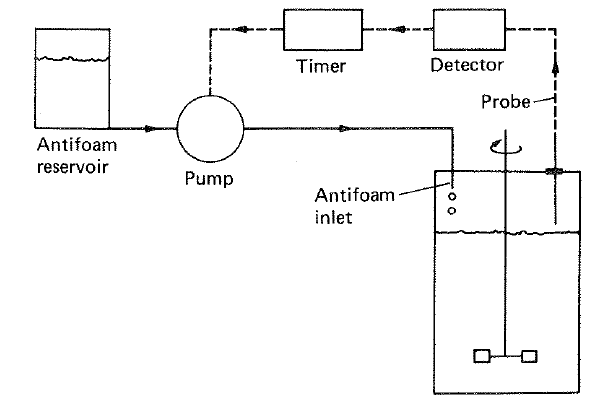 Timer
Detector
Probe
Antifoam
reservoir
Pump
Antifoam
inlet